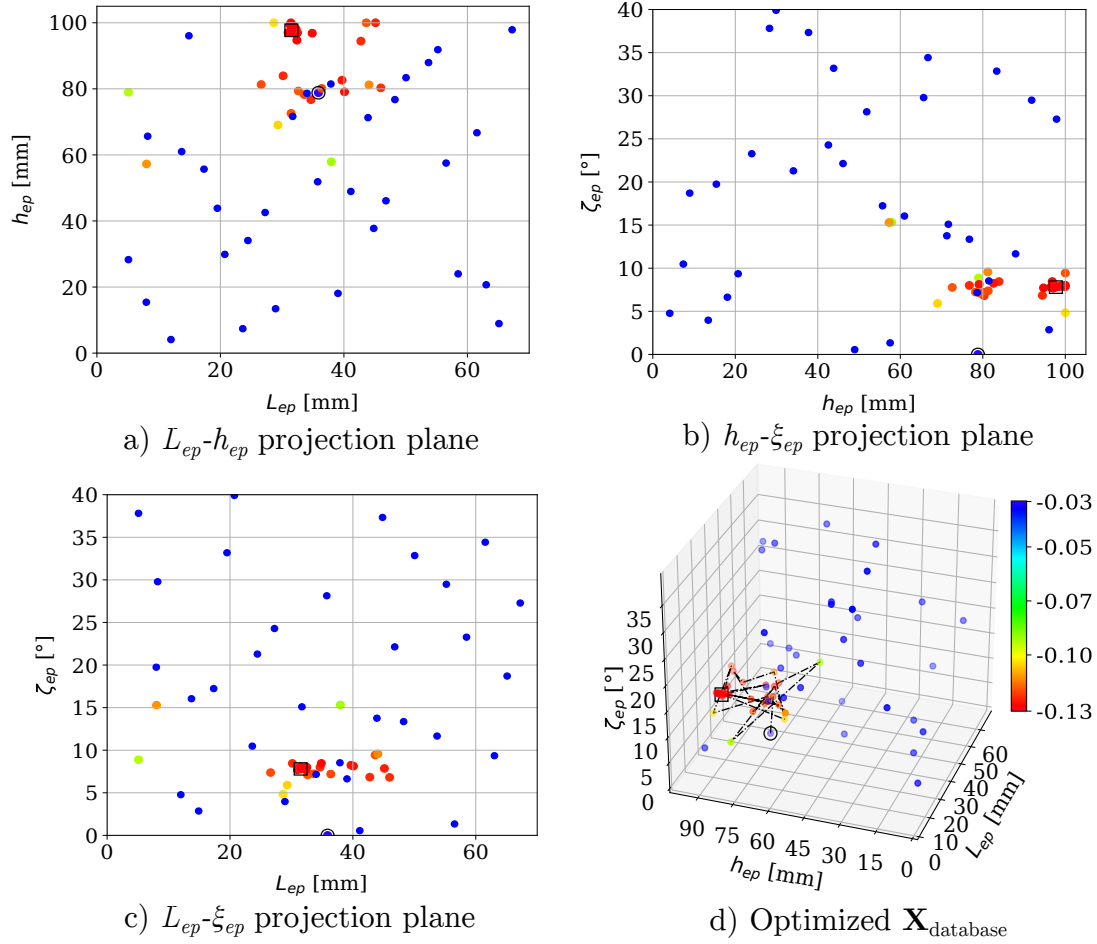 100
80
60
40
20
0
h_ep [mm]
0 20 40 60
L_ep [mm]
a) L_ep-h_ep projection plane
40
35
30
25
20
15
10
5
0
ζ_ep [°]
0 20 40 60 80 100
h_ep [mm]
b) h_ep-ξ_ep projection plane
40
35
30
25
20
15
10
5
0
ζ_ep [°]
0 20 40 60
L_ep [mm]
c) L_ep-ξ_ep projection plane
35
30
25
20
15
10
5
0
ζ_ep [°]
90 75 60 45 30 15 0
h_ep [mm]
0 10 20 30 40 50 60
L_ep [mm]
-0.03
-0.05
-0.07
-0.10
-0.13
d) Optimized X_database